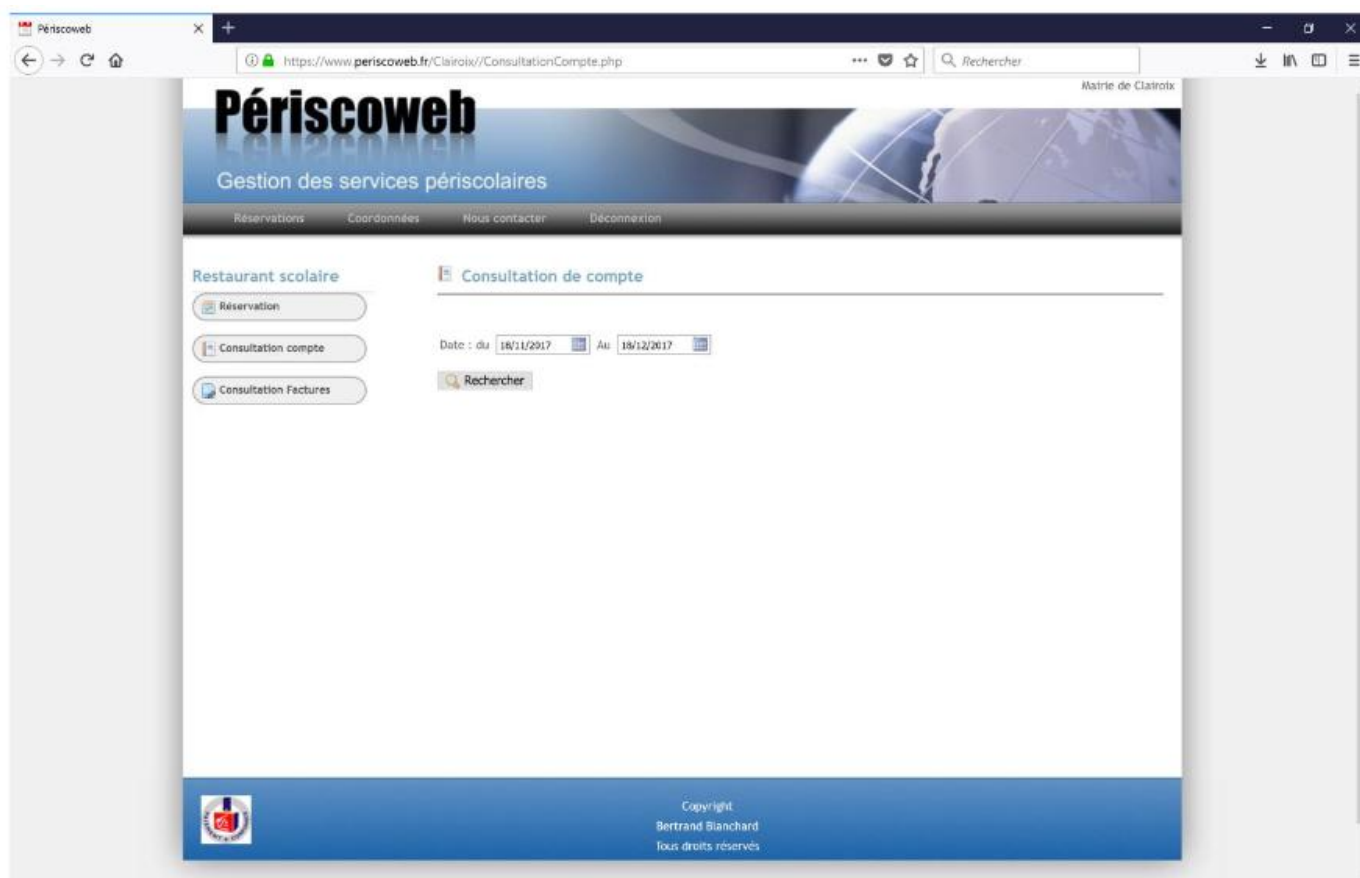 Périscoweb
https://www.periscoweb.fr/Clairoix//ConsultationCompte.php
Rechercher
Mairie de Clairoix
Périscoweb
Gestion des services périscolaires
Réservations Coordonnées Nous contacter Déconnexion
Restaurant scolaire
Réservation
Consultation compte
Consultation Factures
Consultation de compte
Date : du 18/11/2017 Au 18/12/2017
Rechercher
Copyright
Bertrand Blanchard
Tous droits réservés